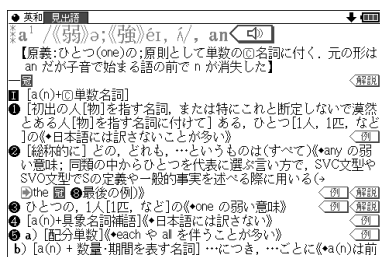 英和 見出語
*a¹ /《弱》ə;《強》éɪ, ʌ́/, an
【原義:ひとつ(one)の;原則として単数のⒸ名詞に付く. 元の形は
an だが子音で始まる語の前で n が消失した】
━冠 解説
Ⅰ [a(n)+Ⓒ単数名詞]
❶ [初出の人[物]を指す名詞, または特にこれと断定しないで漠然
とある人[物]を指す名詞に付けて] ある, ひとつ[1人, 1匹, など
]の《◆日本語には訳さないことが多い》 例
❷ [総称的に] どの, どれも, …というものは(すべて)《◆any の弱
い意味; 同類の中からひとつを代表に選ぶ言い方で, SVC文型や
SVO文型でSの定義や一般的事実を述べる際に用いる(→
the 冠 ❽最後の例)》 例 解説
❸ ひとつの, 1人[1匹, など]の《◆one の弱い意味》 例 解説
❹ [a(n)+具象名詞補語]《◆日本語には訳さない》 例
❺ a) [配分単数]《◆each や all を伴うことが多い》 例
b) [a(n) + 数量・期間を表す名詞] …につき, …ごとに《◆a(n)は前